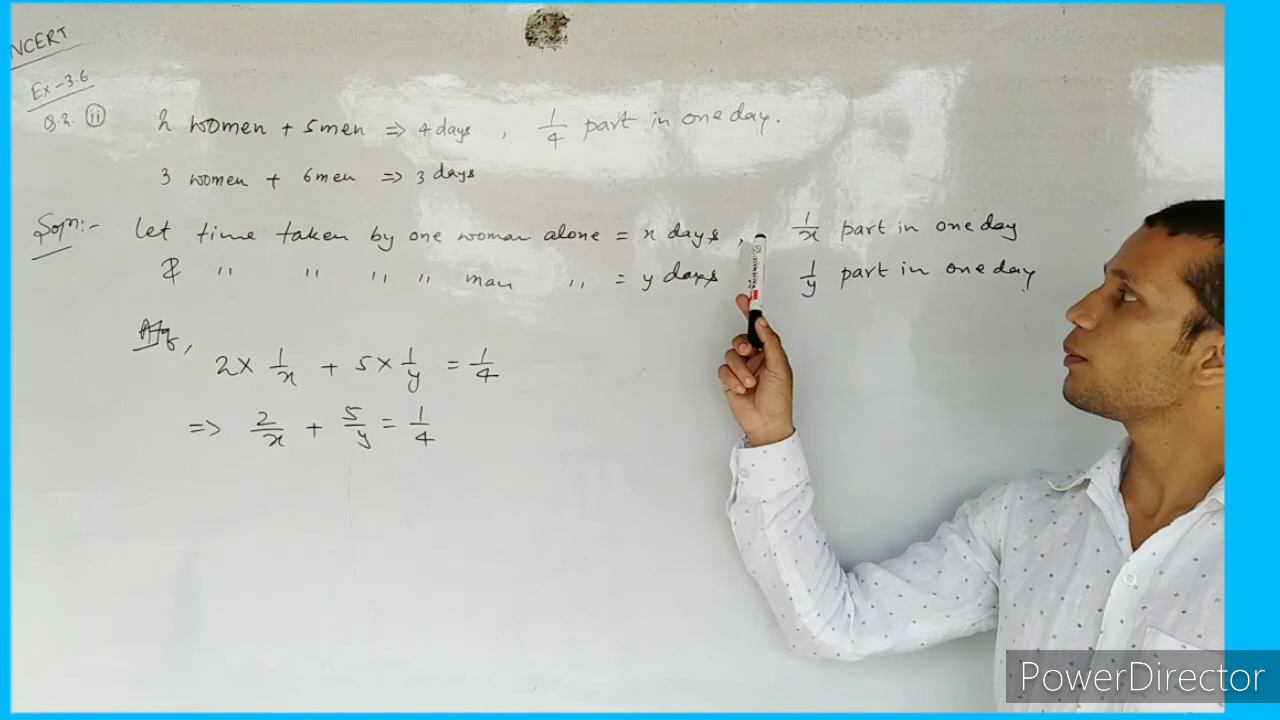 NCERT
Ex-3.6
Q.2. (ii)
2 women + 5 men => 4 days , 1/4 part in one day.
3 women + 6 men => 3 days
Soln:-
Let time taken by one woman alone = x days , 1/x part in one day
& " " " " man " = y days 1/y part in one day
ATq,
2 × 1/x + 5 × 1/y = 1/4
=> 2/x + 5/y = 1/4
PowerDirector